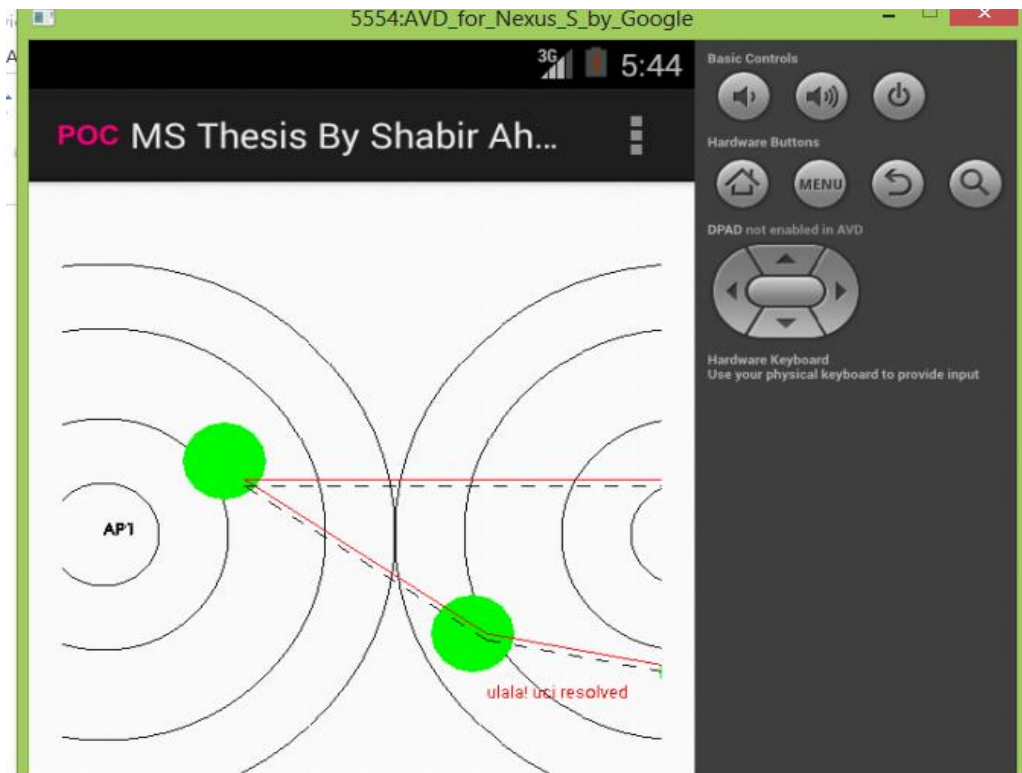 5554:AVD_for_Nexus_S_by_Google
3G 5:44
POC MS Thesis By Shabir Ah...
AP1
ulala! uci resolved
Basic Controls
Hardware Buttons
MENU
DPAD not enabled in AVD
Hardware Keyboard
Use your physical keyboard to provide input